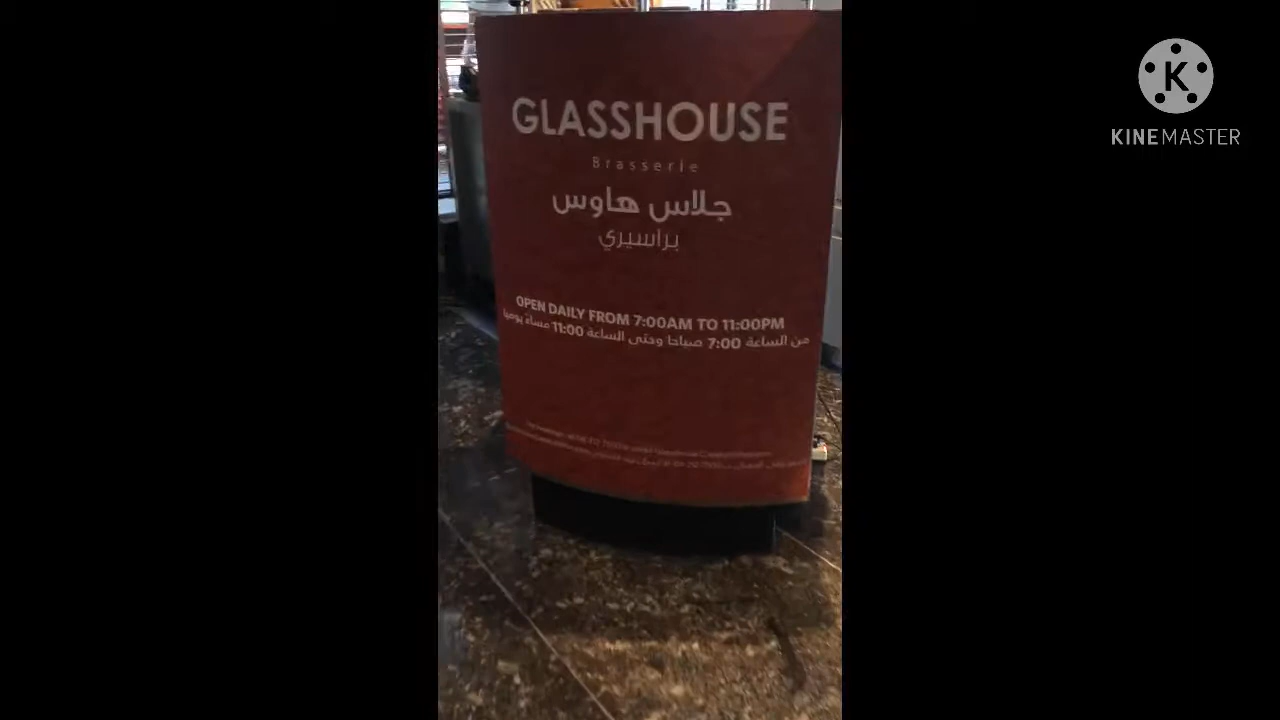 GLASSHOUSE
Brasserie
جلاس هاوس
براسيري
OPEN DAILY FROM 7:00AM TO 11:00PM
من الساعة 7:00 صباحا وحتى الساعة 11:00 مساءً يوميا
K
KINEMASTER